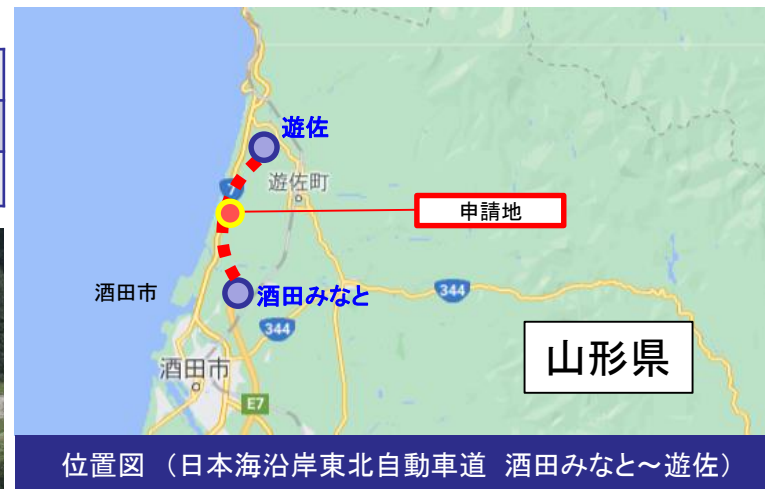 遊佐
7
遊佐町
申請地
酒田市
酒田みなと
344
344
山形県
酒田市
E7
位置図 （日本海沿岸東北自動車道 酒田みなと～遊佐）